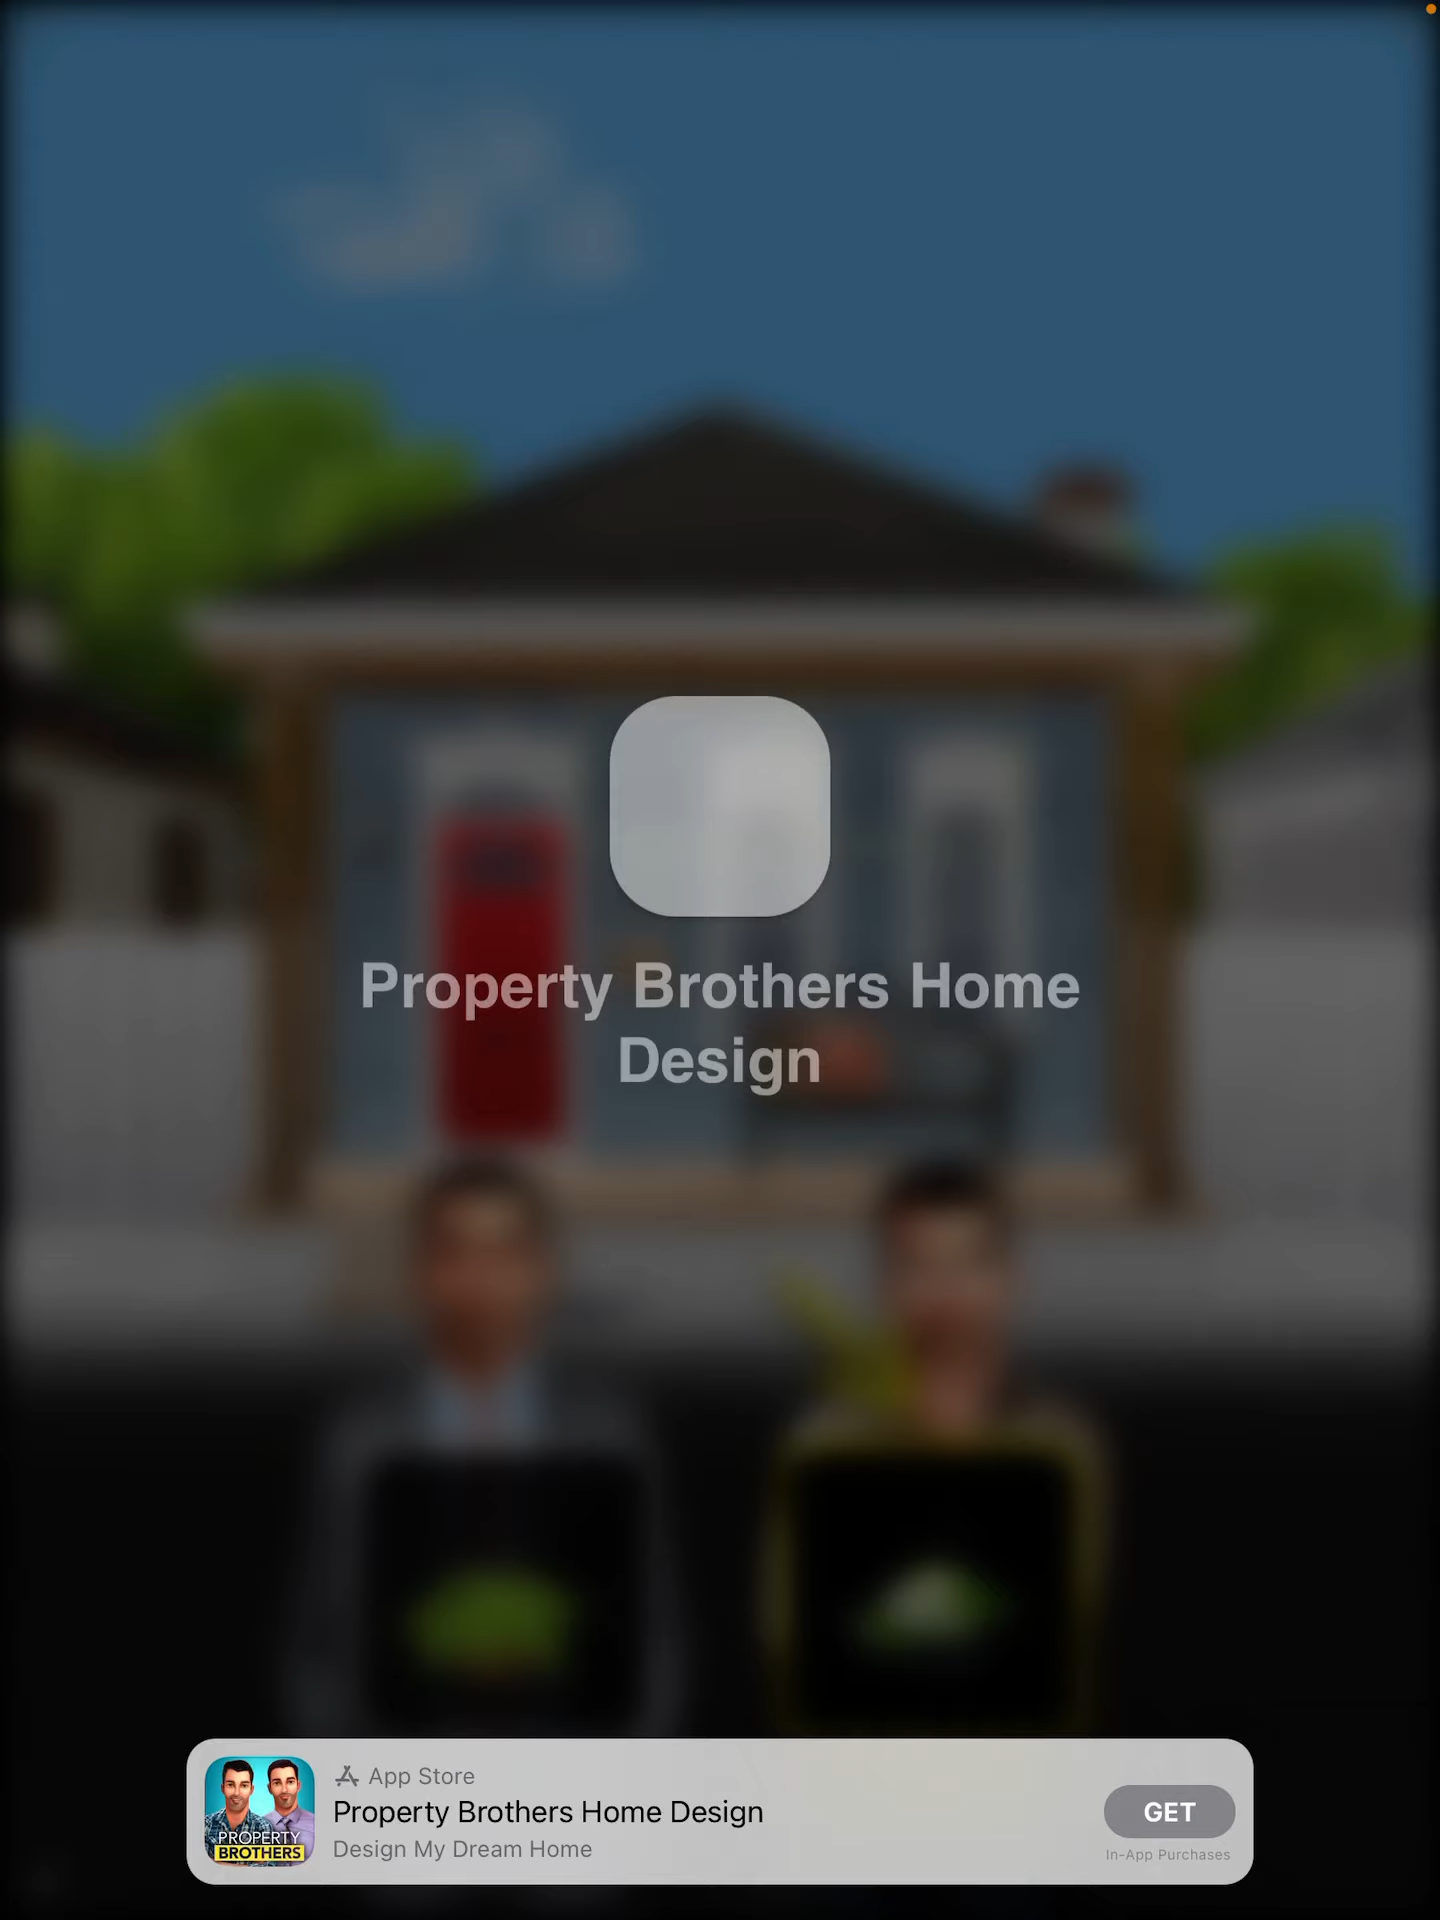 Property Brothers Home
Design
App Store
Property Brothers Home Design
Design My Dream Home
GET
In-App Purchases
PROPERTY
BROTHERS